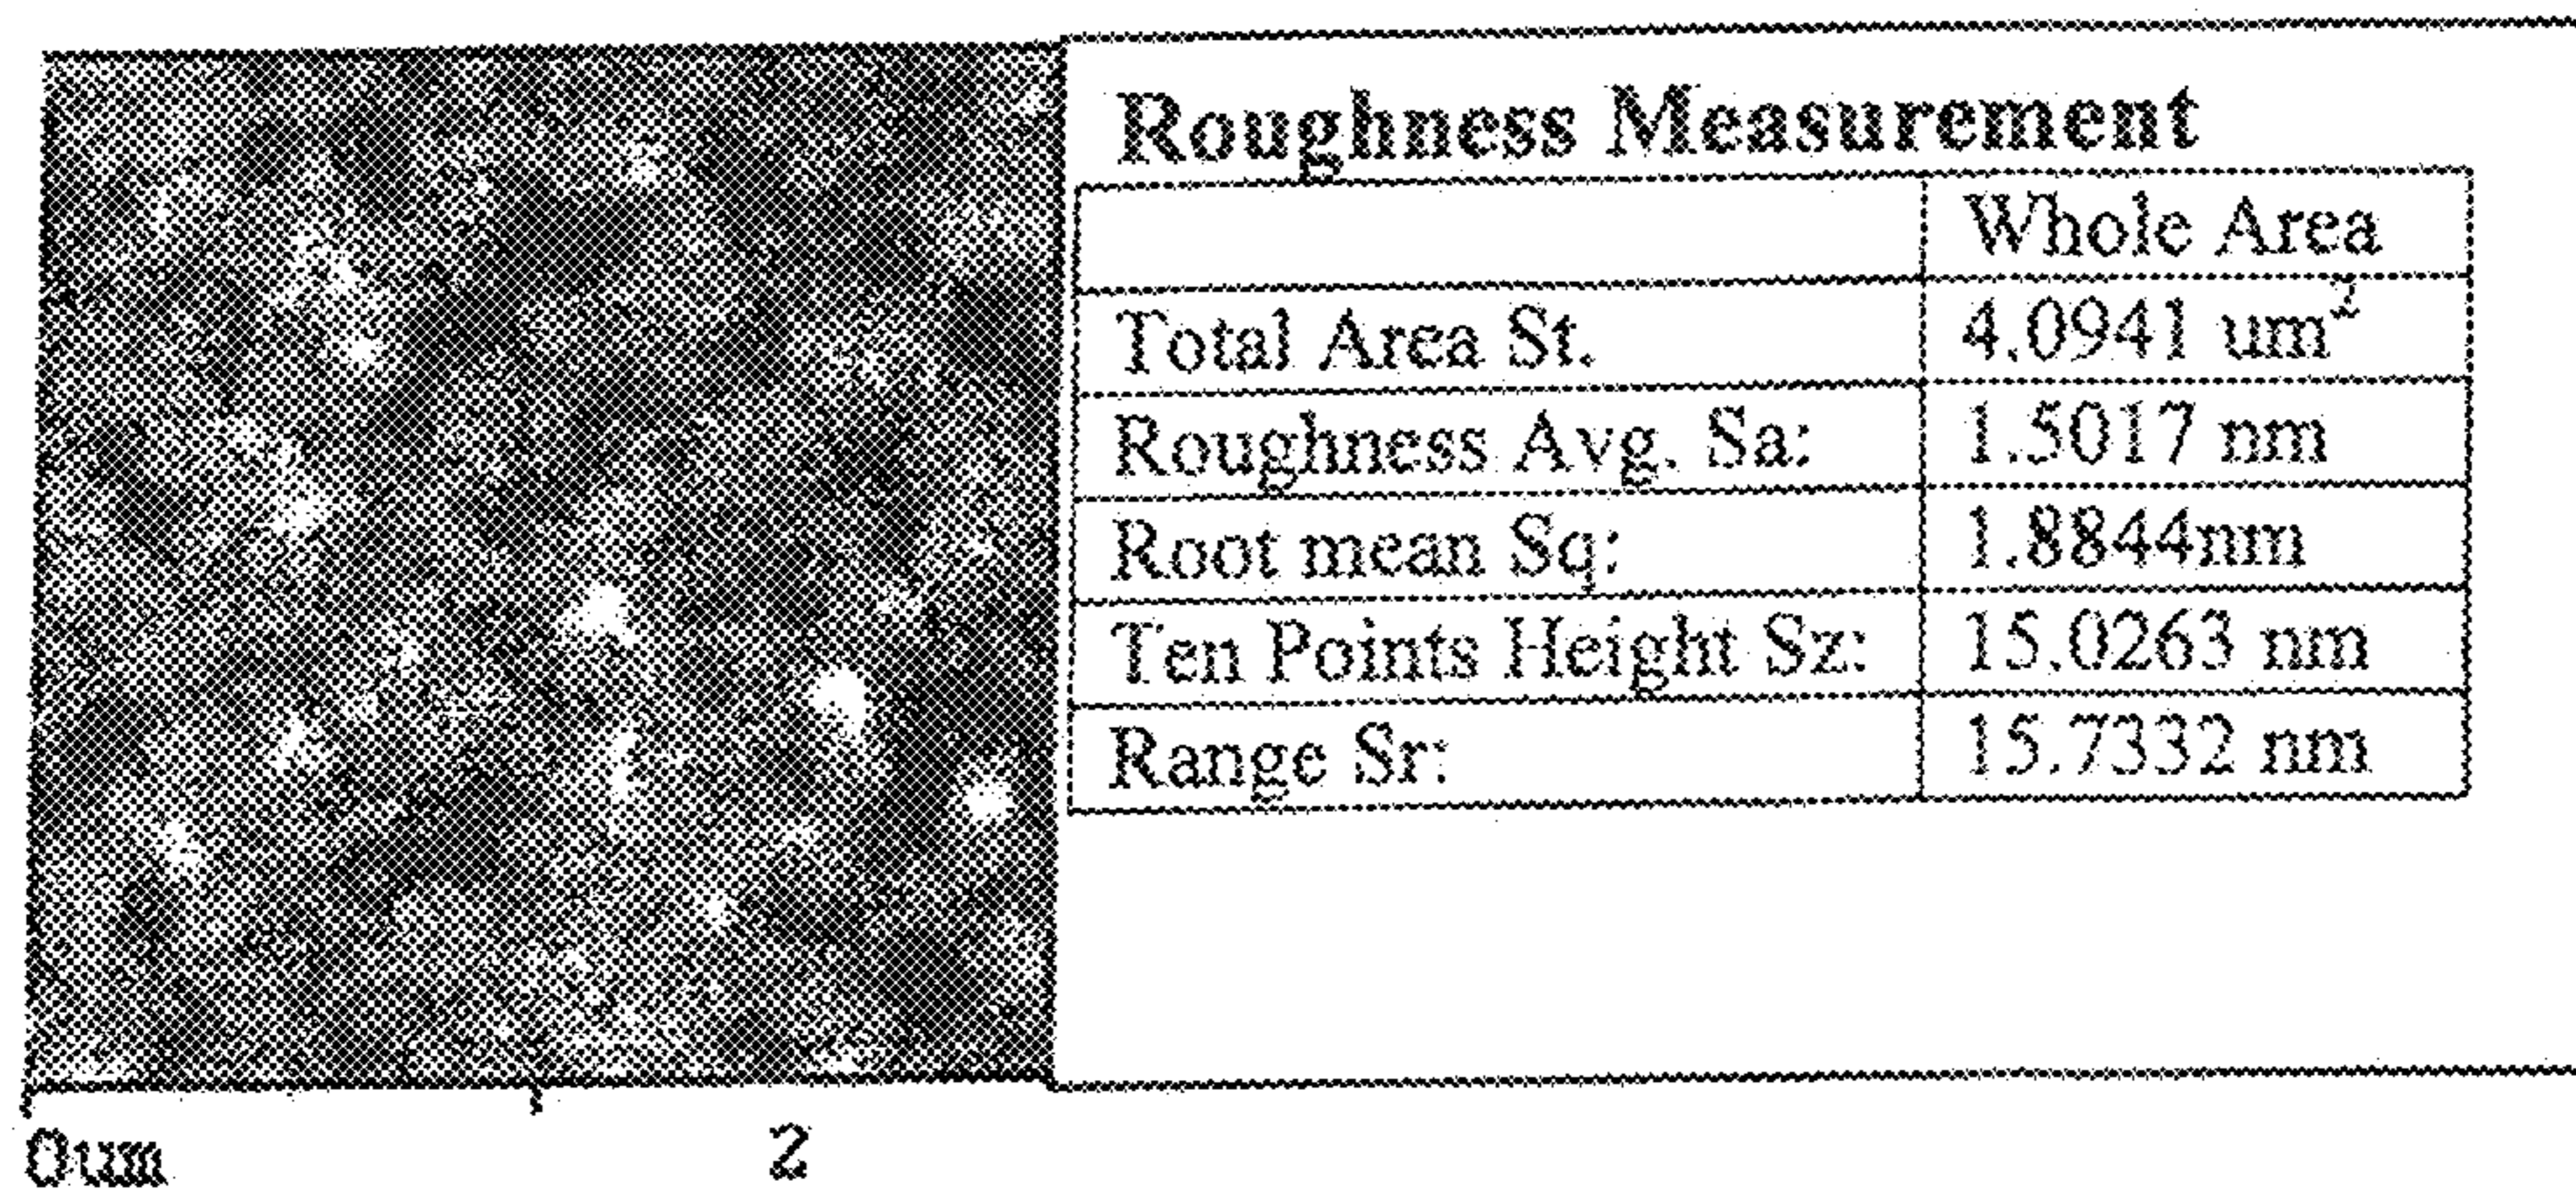 Roughness Measurement
Whole Area
Total Area St. 4.0941 um²
Roughness Avg. Sa: 1.5017 nm
Root mean Sq: 1.8844nm
Ten Points Height Sz: 15.0263 nm
Range Sr: 15.7332 nm
0um 2